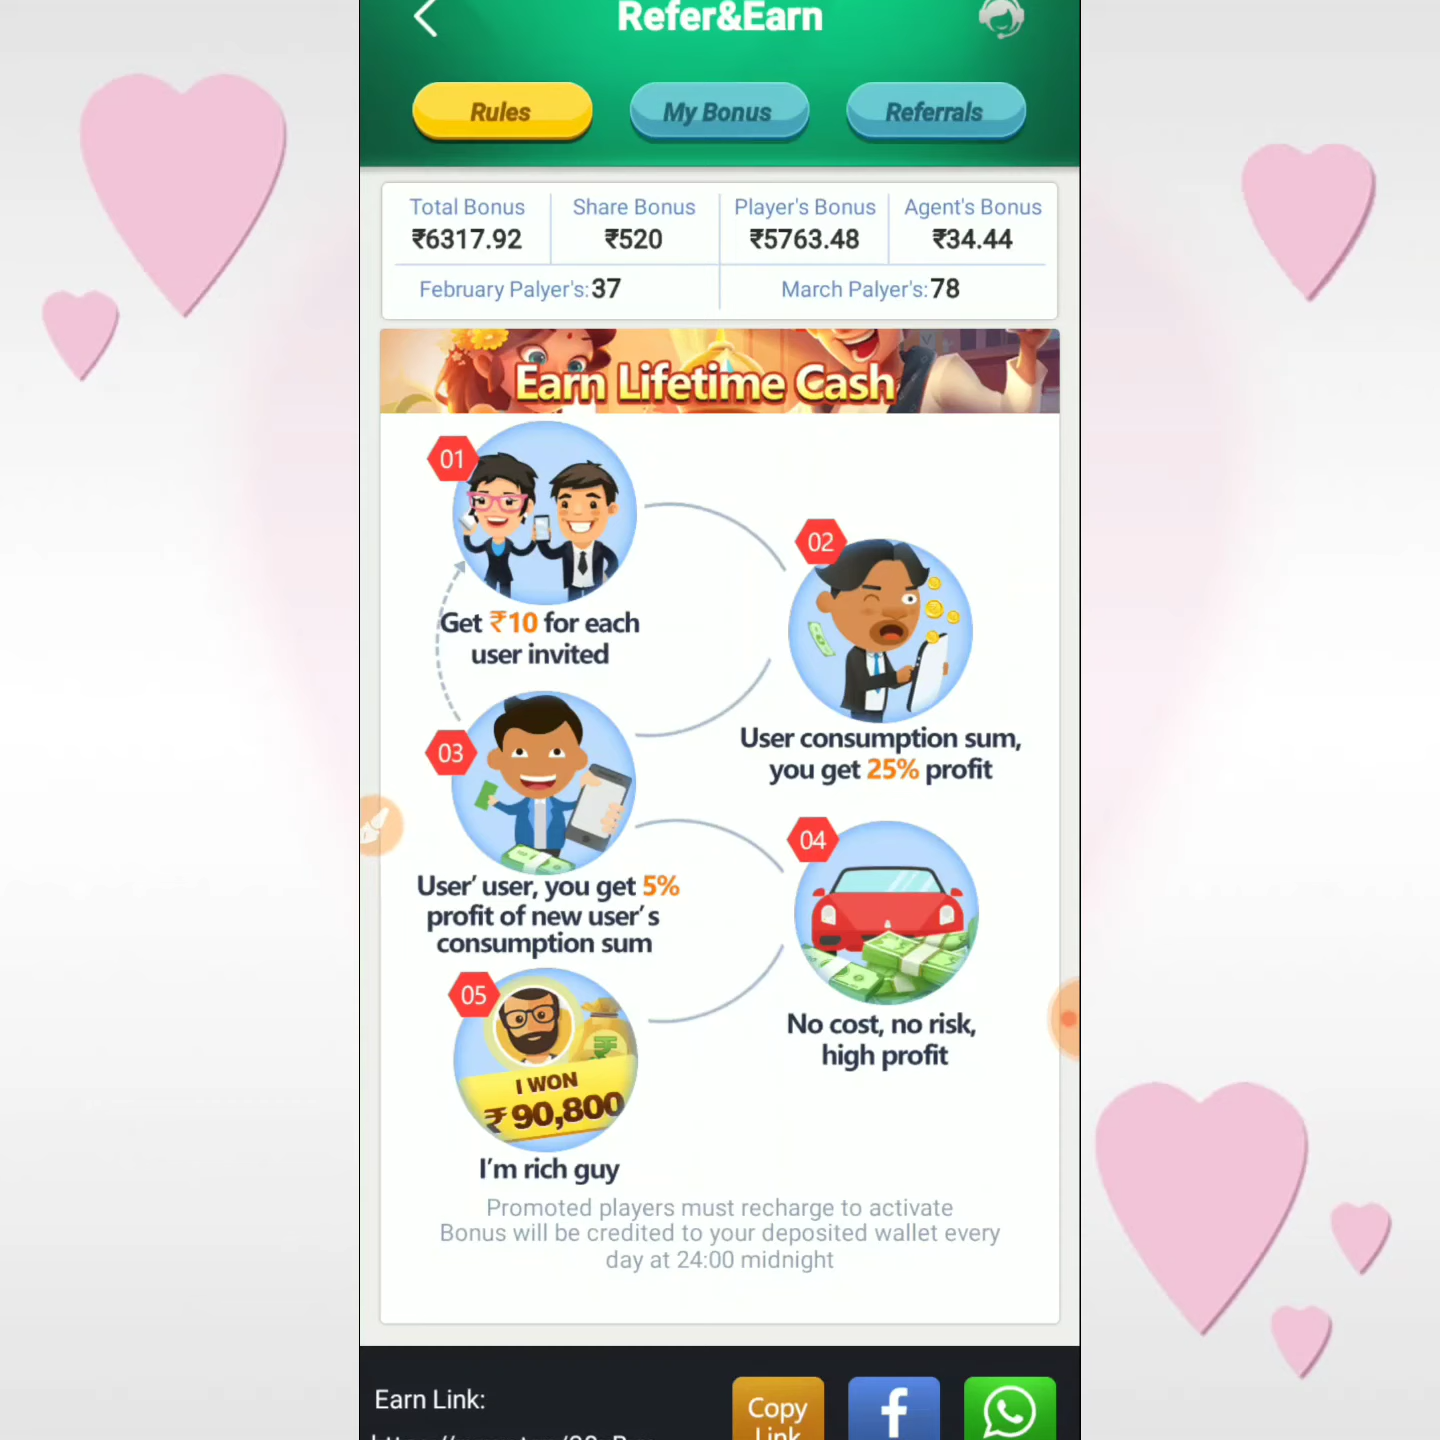 Refer&Earn
Rules
My Bonus
Referrals
Total Bonus
₹6317.92
Share Bonus
₹520
Player's Bonus
₹5763.48
Agent's Bonus
₹34.44
February Palyer's:37
March Palyer's:78
Earn Lifetime Cash
01
Get ₹10 for each
user invited
02
User consumption sum,
you get 25% profit
03
User' user, you get 5%
profit of new user's
consumption sum
04
No cost, no risk,
high profit
05
I WON
₹90,800
I'm rich guy
Promoted players must recharge to activate
Bonus will be credited to your deposited wallet every
day at 24:00 midnight
Earn Link:
Copy
Link